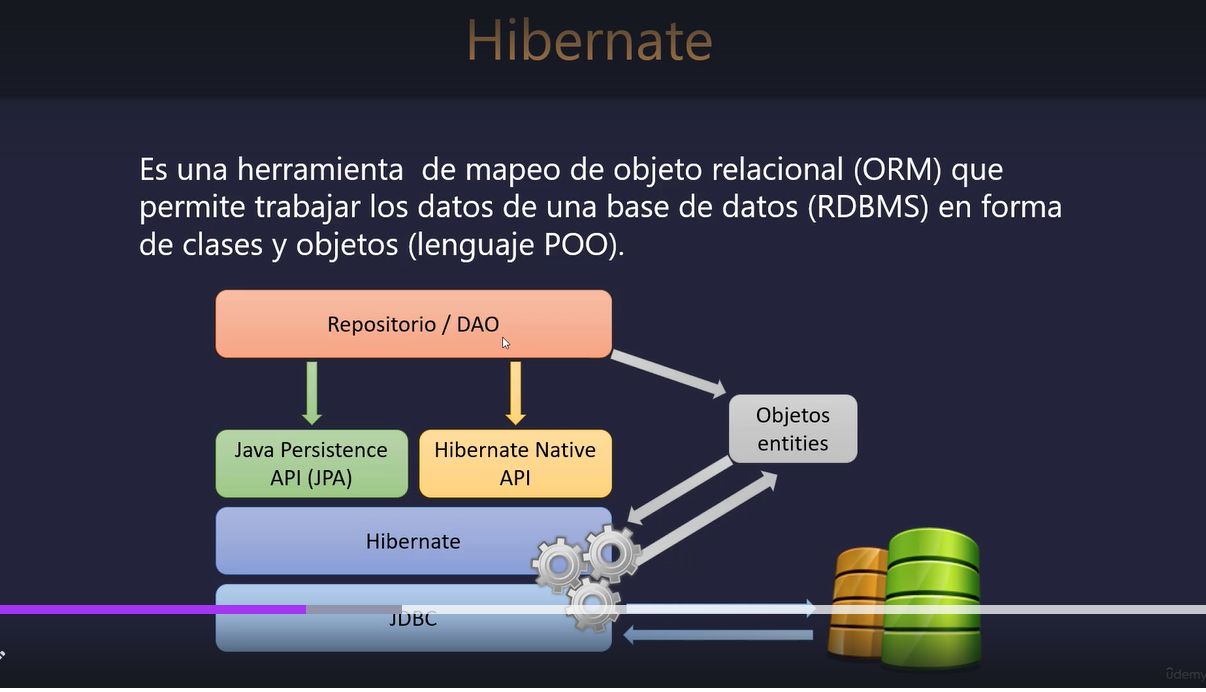 Hibernate
Es una herramienta  de mapeo de objeto relacional (ORM) que
permite trabajar los datos de una base de datos (RDBMS) en forma
de clases y objetos (lenguaje POO).
Repositorio / DAO
Objetos
entities
Java Persistence
API (JPA)
Hibernate Native
API
Hibernate
JDBC
ûdemy